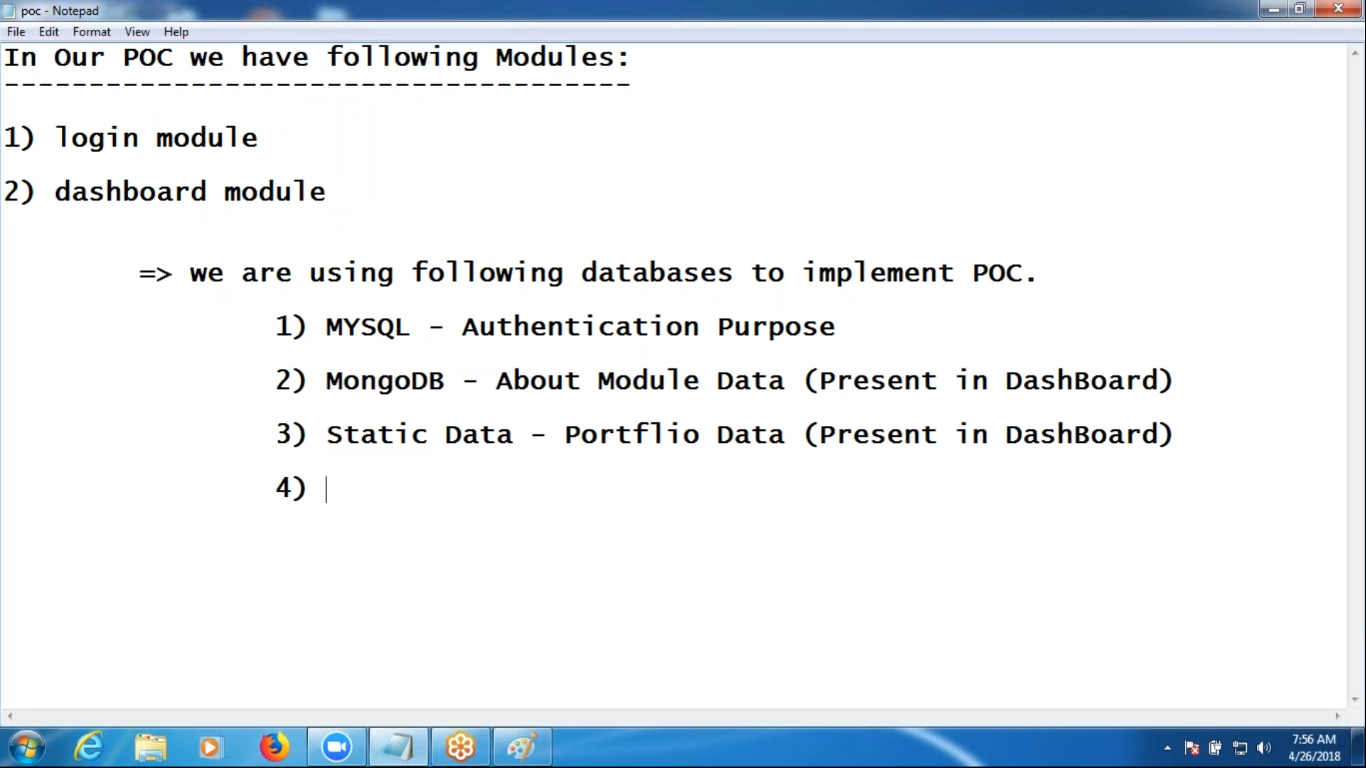 poc - Notepad
File Edit Format View Help
In Our POC we have following Modules:
-------------------------------------
1) login module
2) dashboard module
=> we are using following databases to implement POC.
1) MYSQL - Authentication Purpose
2) MongoDB - About Module Data (Present in DashBoard)
3) Static Data - Portflio Data (Present in DashBoard)
4)
7:56 AM
4/26/2018